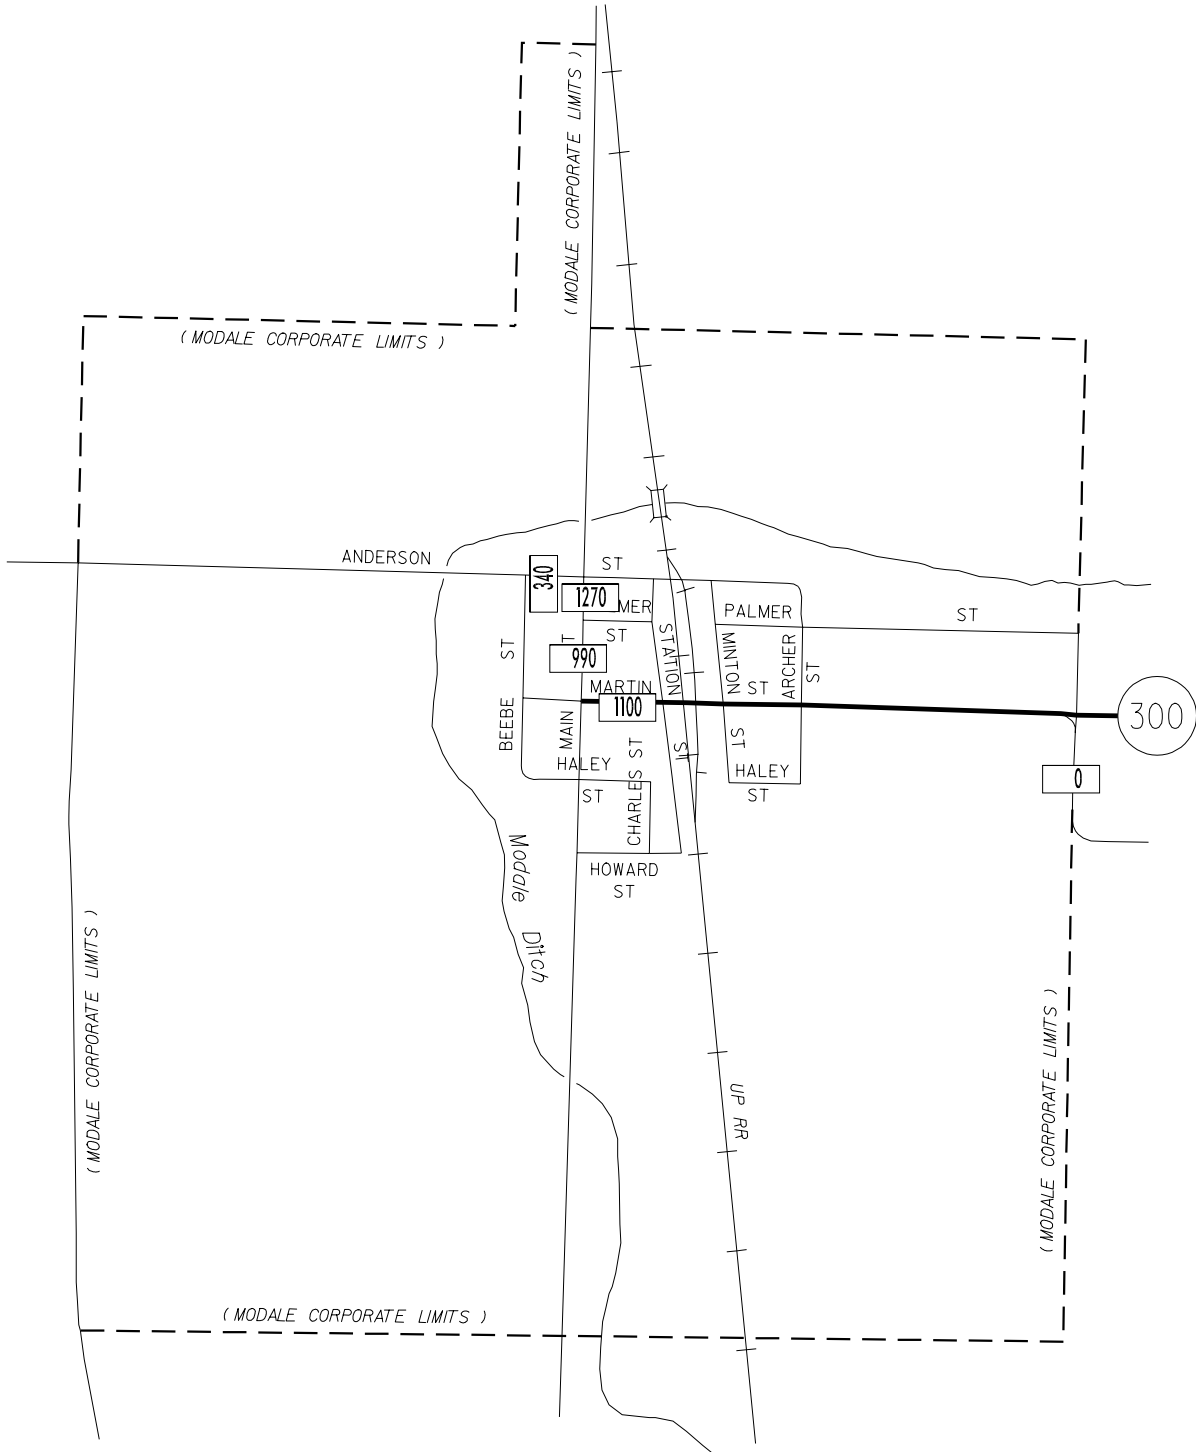 ( MODALE CORPORATE LIMITS )
( MODALE CORPORATE LIMITS )
ANDERSON ST
340
1270
MER ST
PALMER ST
ST
BEEBE
990
T
MAIN
MARTIN ST
1100
STATION
ST
MINTON
ST
ARCHER
ST
300
HALEY
ST
CHARLES ST
HALEY
ST
0
HOWARD
ST
Modale Ditch
( MODALE CORPORATE LIMITS )
( MODALE CORPORATE LIMITS )
UP RR
( MODALE CORPORATE LIMITS )